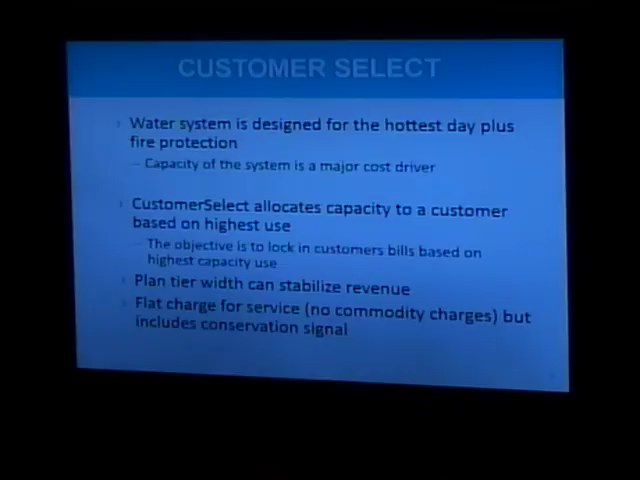 CUSTOMER SELECT
Water system is designed for the hottest day plus
fire protection
– Capacity of the system is a major cost driver
CustomerSelect allocates capacity to a customer
based on highest use
– The objective is to lock in customers bills based on
highest capacity use
Plan tier width can stabilize revenue
Flat charge for service (no commodity charges) but
includes conservation signal